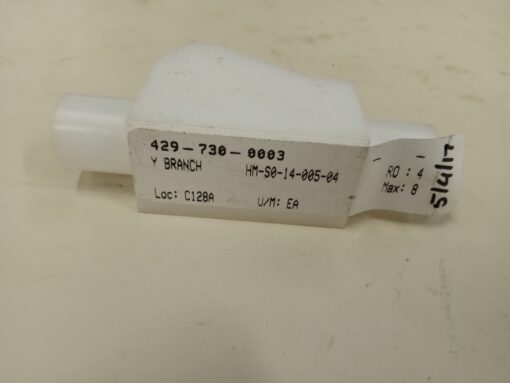 429-730-0003
Y BRANCH HM-S0-14-005-04
Loc: C128A U/M: EA
- -
RO : 4
Max: 8
5/4/17